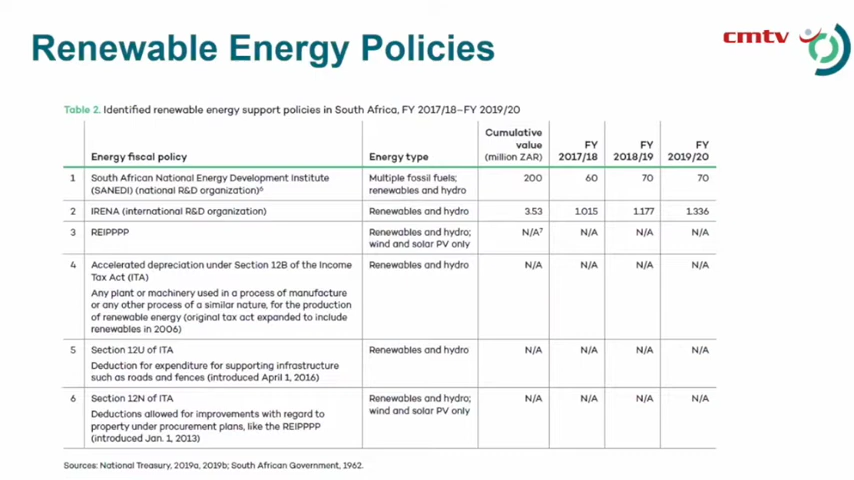 Renewable Energy Policies
cmtv
Table 2. Identified renewable energy support policies in South Africa, FY 2017/18–FY 2019/20
Energy fiscal policy Energy type Cumulative value (million ZAR) FY 2017/18 FY 2018/19 FY 2019/20
1 South African National Energy Development Institute Multiple fossil fuels; 200 60 70 70
(SANEDI) (national R&D organization)⁶ renewables and hydro
2 IRENA (international R&D organization) Renewables and hydro 3.53 1.015 1.177 1.336
3 REIPPPP Renewables and hydro; N/A⁷ N/A N/A N/A
wind and solar PV only
4 Accelerated depreciation under Section 12B of the Income Renewables and hydro N/A N/A N/A N/A
Tax Act (ITA)
Any plant or machinery used in a process of manufacture
or any other process of a similar nature, for the production
of renewable energy (original tax act expanded to include
renewables in 2006)
5 Section 12U of ITA Renewables and hydro N/A N/A N/A N/A
Deduction for expenditure for supporting infrastructure
such as roads and fences (introduced April 1, 2016)
6 Section 12N of ITA Renewables and hydro; N/A N/A N/A N/A
Deductions allowed for improvements with regard to wind and solar PV only
property under procurement plans, like the REIPPPP
(introduced Jan. 1, 2013)
Sources: National Treasury, 2019a, 2019b; South African Government, 1962.